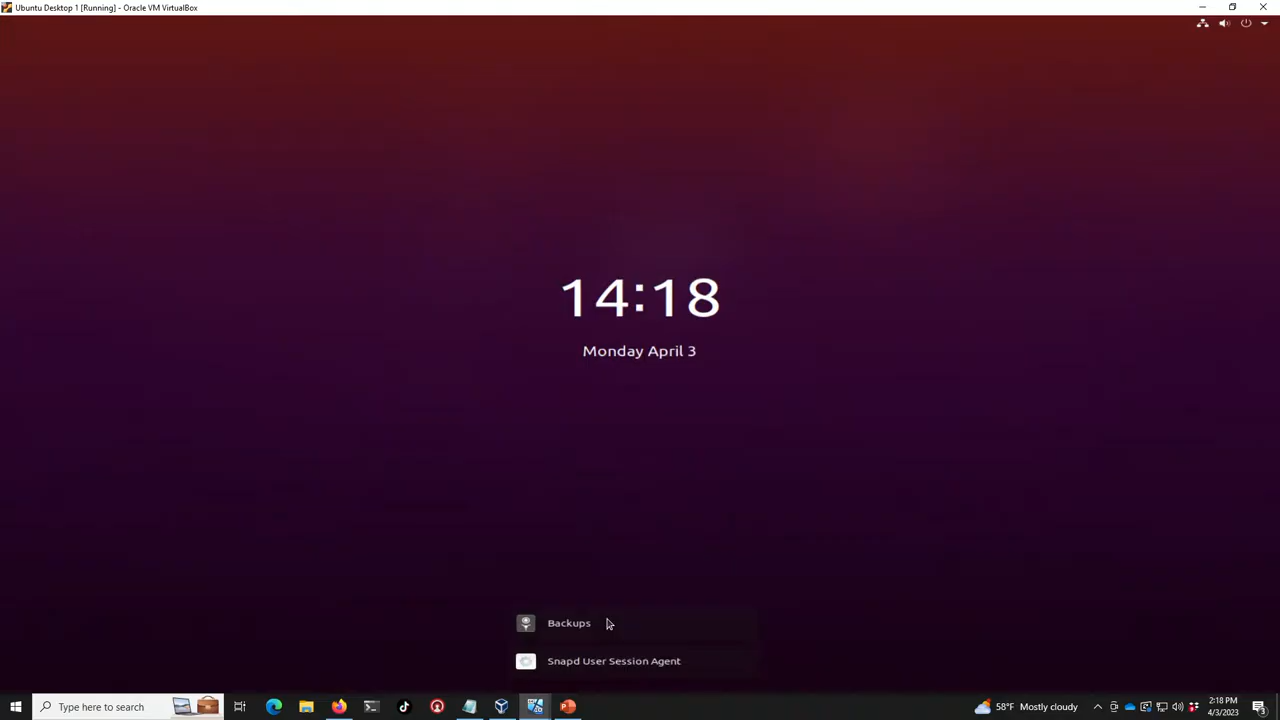 Ubuntu Desktop 1 [Running] - Oracle VM VirtualBox
14:18
Monday April 3
Backups
Snapd User Session Agent
Type here to search
58°F Mostly cloudy
2:18 PM
4/3/2023